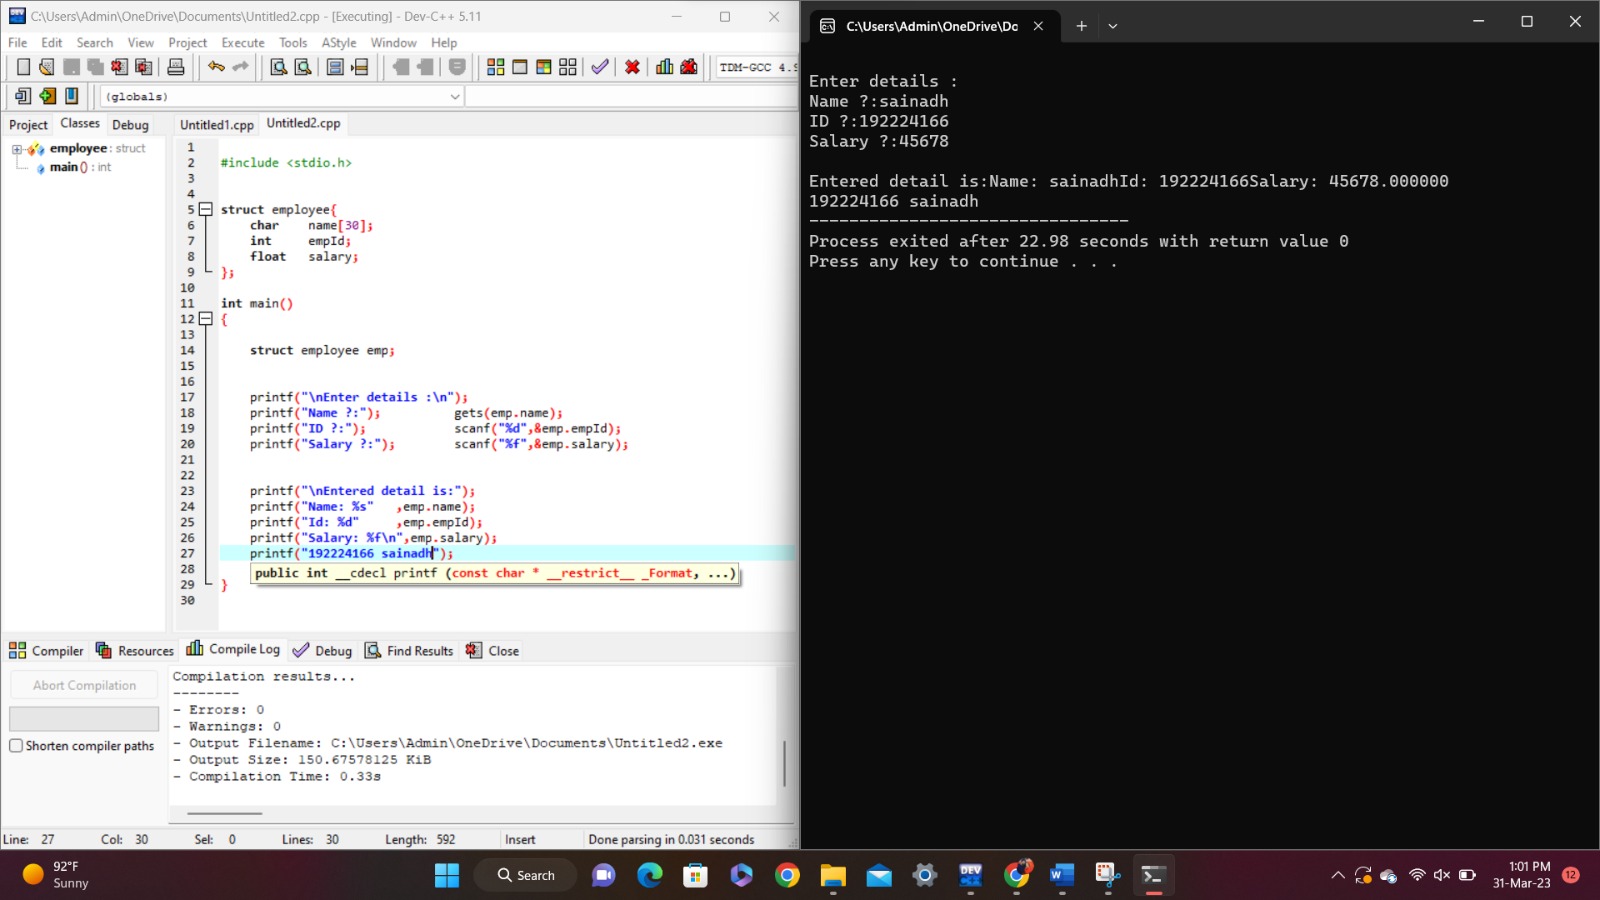 C:\Users\Admin\OneDrive\Documents\Untitled2.cpp - [Executing] - Dev-C++ 5.11
File Edit Search View Project Execute Tools AStyle Window Help
TDM-GCC 4.9
(globals)
Project Classes Debug
Untitled1.cpp Untitled2.cpp
employee : struct
main () : int
1
2 #include <stdio.h>
3
4
5 struct employee{
6 char name[30];
7 int empId;
8 float salary;
9 };
10
11 int main()
12 {
13
14 struct employee emp;
15
16
17 printf("\nEnter details :\n");
18 printf("Name ?:"); gets(emp.name);
19 printf("ID ?:"); scanf("%d",&emp.empId);
20 printf("Salary ?:"); scanf("%f",&emp.salary);
21
22
23 printf("\nEntered detail is:");
24 printf("Name: %s" ,emp.name);
25 printf("Id: %d" ,emp.empId);
26 printf("Salary: %f\n",emp.salary);
27 printf("192224166 sainadh");
28 public int __cdecl printf (const char * __restrict__ _Format, ...)
29 }
30
Compiler Resources Compile Log Debug Find Results Close
Abort Compilation
Shorten compiler paths
Compilation results...
--------
- Errors: 0
- Warnings: 0
- Output Filename: C:\Users\Admin\OneDrive\Documents\Untitled2.exe
- Output Size: 150.67578125 KiB
- Compilation Time: 0.33s
Line: 27 Col: 30 Sel: 0 Lines: 30 Length: 592 Insert Done parsing in 0.031 seconds
C:\Users\Admin\OneDrive\Do
Enter details :
Name ?:sainadh
ID ?:192224166
Salary ?:45678
Entered detail is:Name: sainadhId: 192224166Salary: 45678.000000
192224166 sainadh
--------------------------------
Process exited after 22.98 seconds with return value 0
Press any key to continue . . .
92°F
Sunny
Search
DEV
W
1:01 PM
31-Mar-23
12